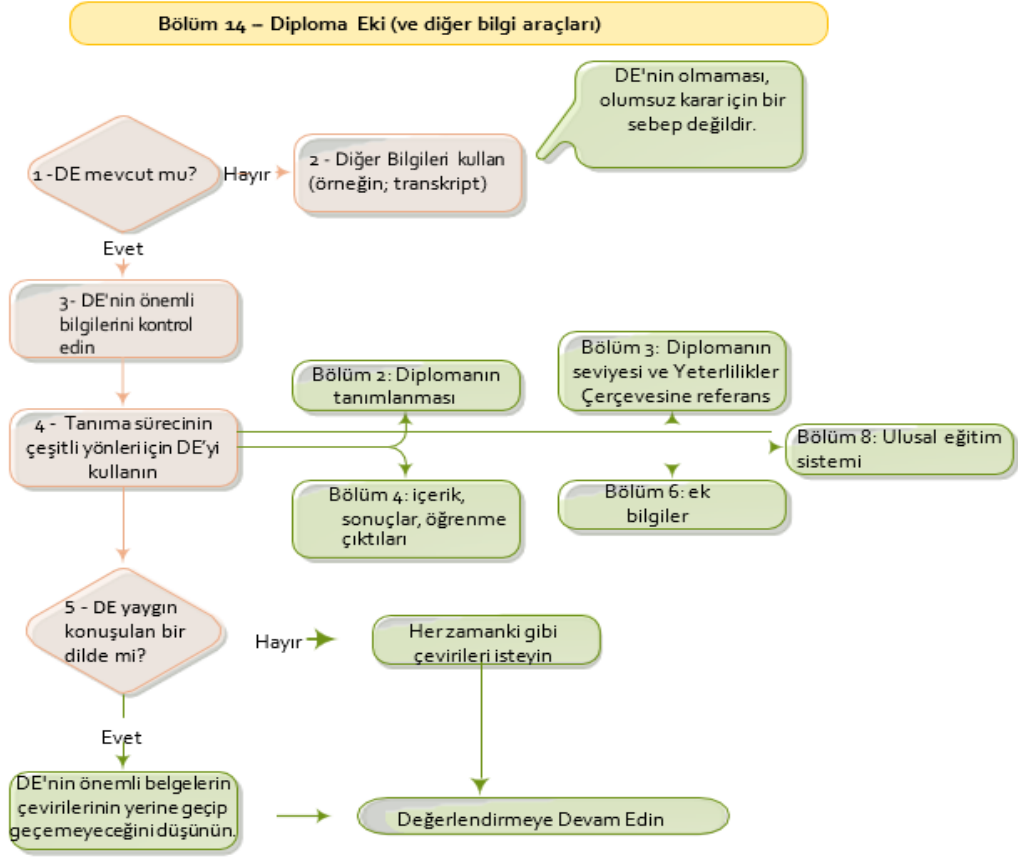 Bölüm 14 – Diploma Eki (ve diğer bilgi araçları)
DE'nin olmaması,
olumsuz karar için bir
sebep değildir.
1 -DE mevcut mu?
Hayır
2 - Diğer Bilgileri kullan
(örneğin; transkript)
Evet
3- DE'nin önemli
bilgilerini kontrol
edin
4 - Tanıma sürecinin
çeşitli yönleri için DE’yi
kullanın
Bölüm 2: Diplomanın
tanımlanması
Bölüm 3: Diplomanın
seviyesi ve Yeterlilikler
Çerçevesine referans
Bölüm 8: Ulusal eğitim
sistemi
Bölüm 4: içerik,
sonuçlar, öğrenme
çıktıları
Bölüm 6: ek
bilgiler
5 - DE yaygın
konuşulan bir
dilde mi?
Hayır
Her zamanki gibi
çevirileri isteyin
Evet
DE'nin önemli belgelerin
çevirilerinin yerine geçip
geçemeyeceğini düşünün.
Değerlendirmeye Devam Edin